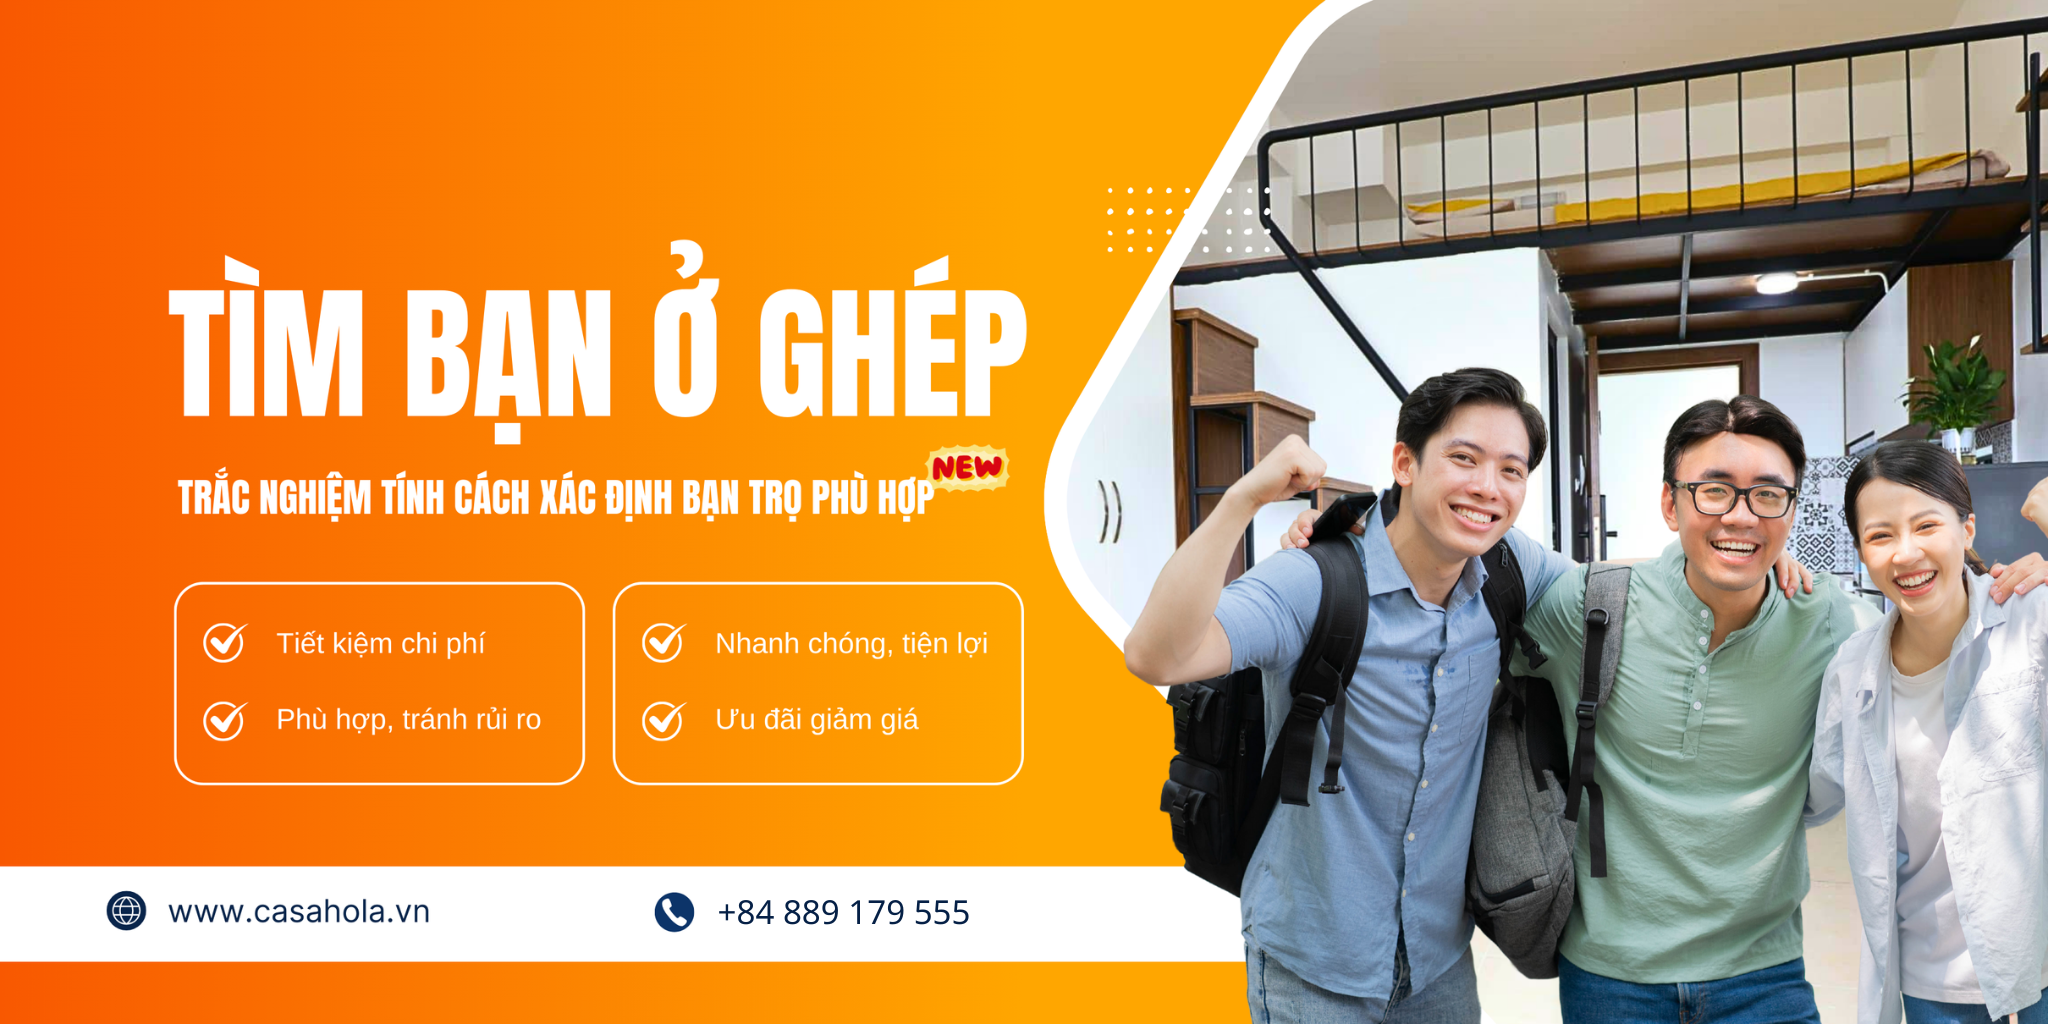 TÌM BẠN Ở GHÉP
NEW
TRẮC NGHIỆM TÍNH CÁCH XÁC ĐỊNH BẠN TRỌ PHÙ HỢP
Tiết kiệm chi phí
Phù hợp, tránh rủi ro
Nhanh chóng, tiện lợi
Ưu đãi giảm giá
www.casahola.vn
+84 889 179 555